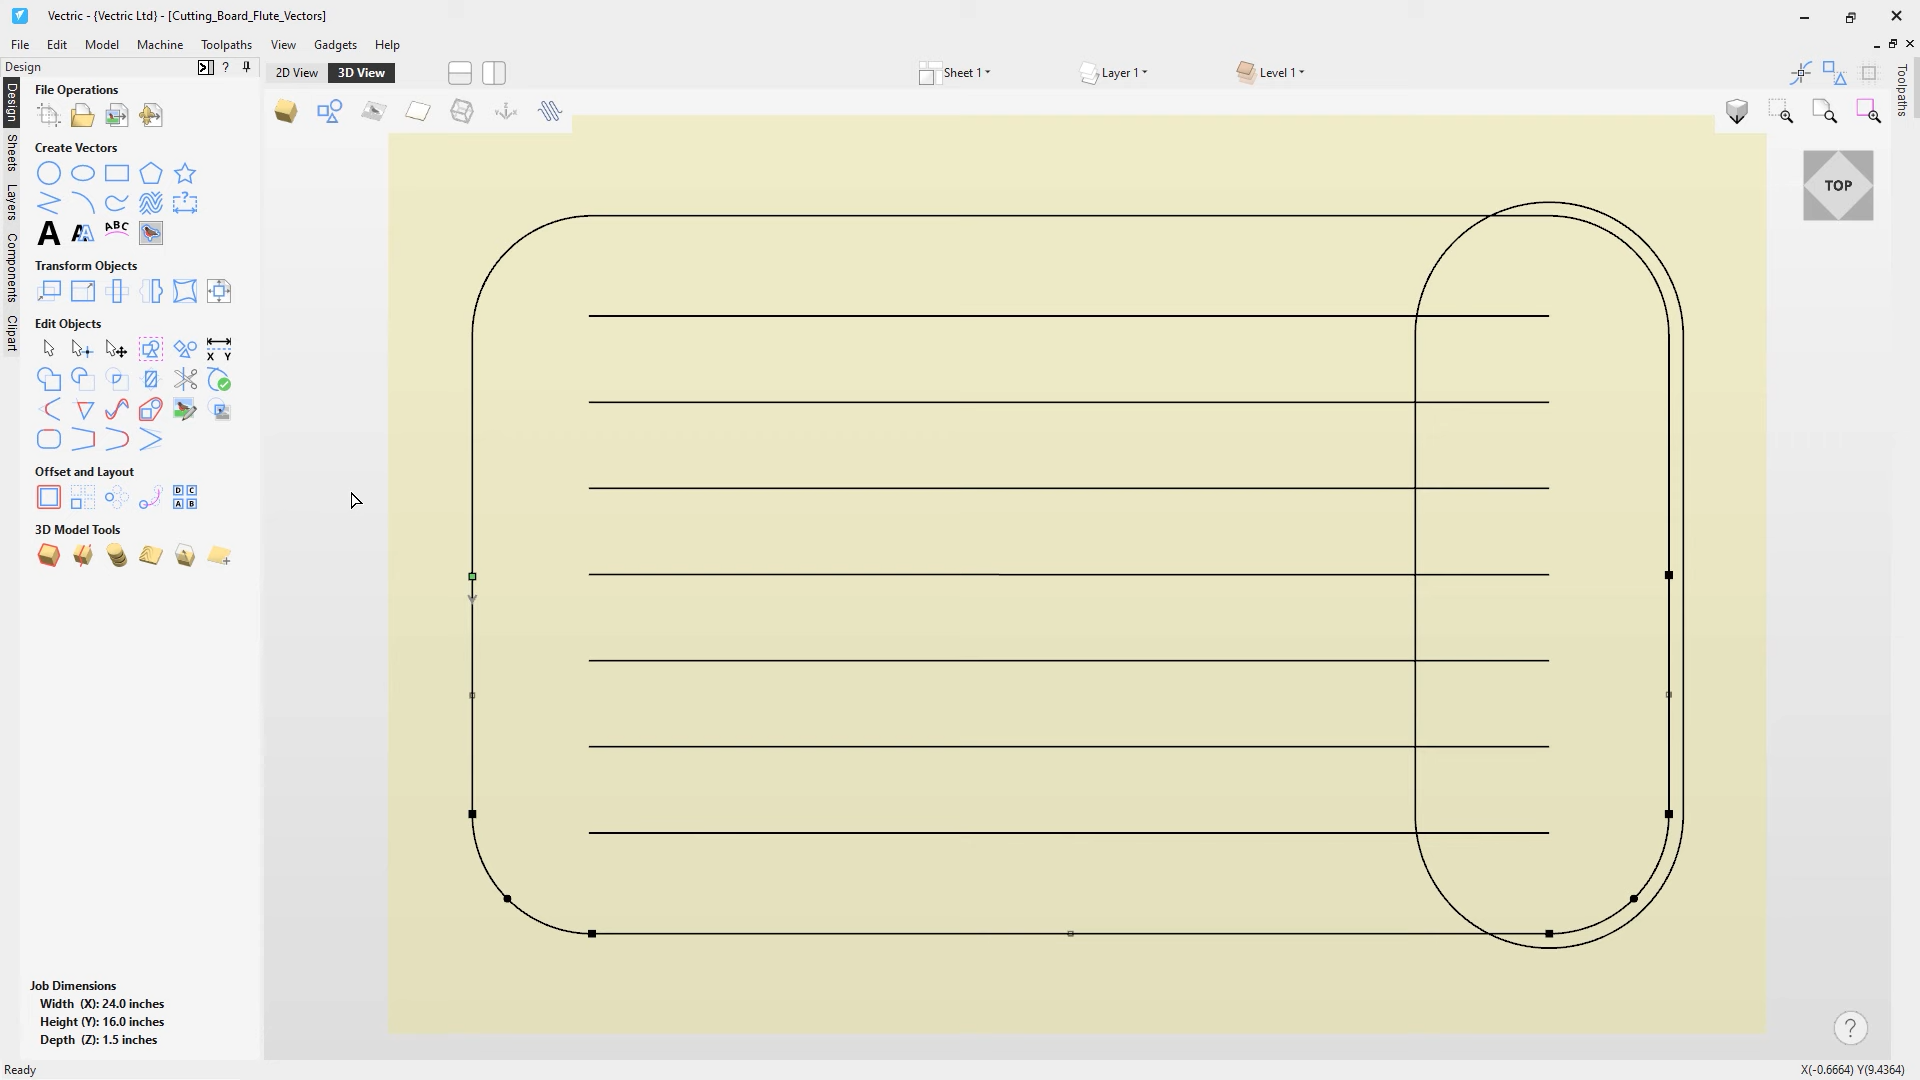 Vectric - {Vectric Ltd} - [Cutting_Board_Flute_Vectors]
File Edit Model Machine Toolpaths View Gadgets Help
Design ?
2D View 3D View Sheet 1 Layer 1 Level 1
Design
Sheets
Layers
Components
Clipart
Toolpaths
File Operations
Create Vectors
?
A AA ABC
Transform Objects
Edit Objects
X Y
Offset and Layout
D C
A B
3D Model Tools
TOP
Job Dimensions
Width (X): 24.0 inches
Height (Y): 16.0 inches
Depth (Z): 1.5 inches
?
Ready X(-0.6664) Y(9.4364)